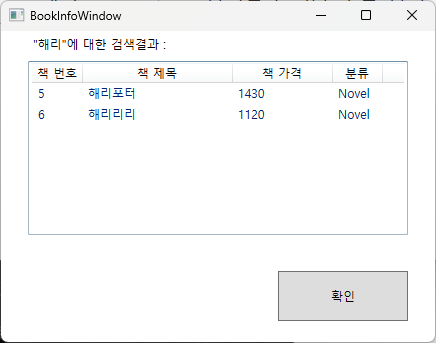 BookInfoWindow
"해리"에 대한 검색결과 :
책 번호 책 제목 책 가격 분류
5 해리포터 1430 Novel
6 해리리리 1120 Novel
확인